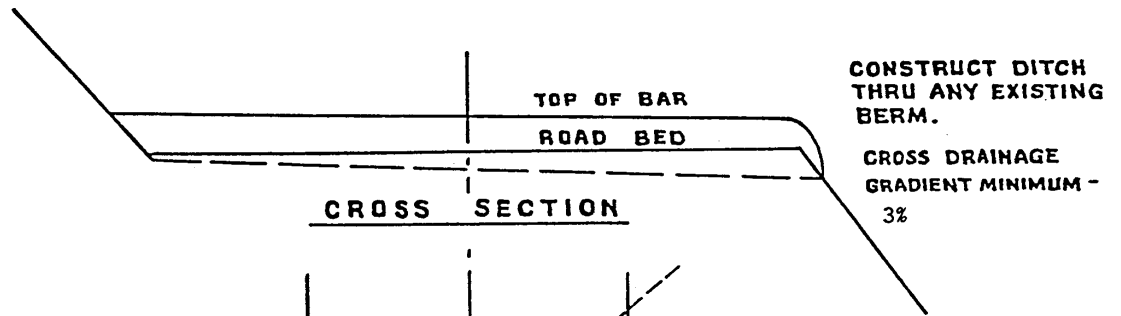 TOP OF BAR
ROAD BED
CROSS SECTION
CONSTRUCT DITCH
THRU ANY EXISTING
BERM.
CROSS DRAINAGE
GRADIENT MINIMUM -
3%